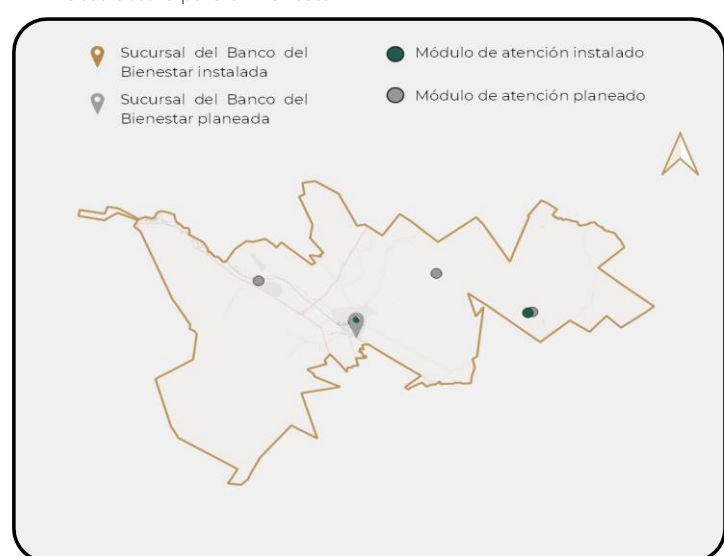 Sucursal del Banco del
Bienestar instalada
Sucursal del Banco del
Bienestar planeada
Módulo de atención instalado
Módulo de atención planeado